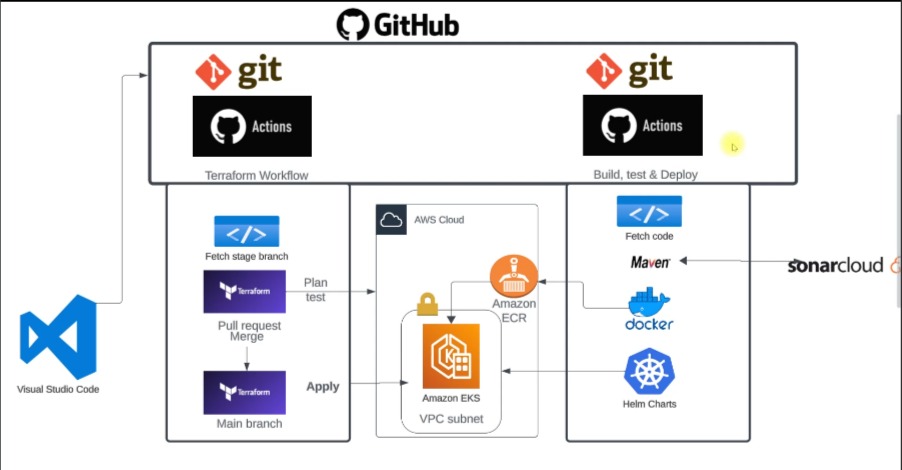 GitHub
git
git
Actions
Actions
Terraform Workflow
Build, test & Deploy
Fetch stage branch
Terraform
Pull request
Merge
Terraform
Main branch
Plan
test
Apply
AWS Cloud
Amazon
ECR
Amazon EKS
VPC subnet
Fetch code
Maven
docker
Helm Charts
sonarcloud
Visual Studio Code